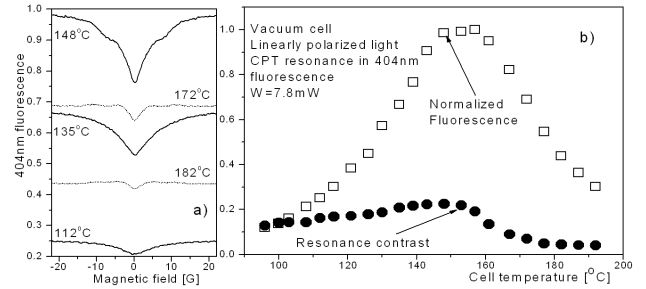 1.0
0.9
0.8
0.7
0.6
0.5
0.4
0.3
0.2
404nm fluorescence
148°C
172°C
135°C
182°C
112°C
a)
-20
-10
0
10
20
Magnetic field [G]
1.0
0.8
0.6
0.4
0.2
0.0
Vacuum cell
Linearly polarized light
CPT resonance in 404nm
fluorescence
W=7.8mW
b)
Normalized
Fluorescence
Resonance contrast
100
120
140
160
180
200
Cell temperature [°C]